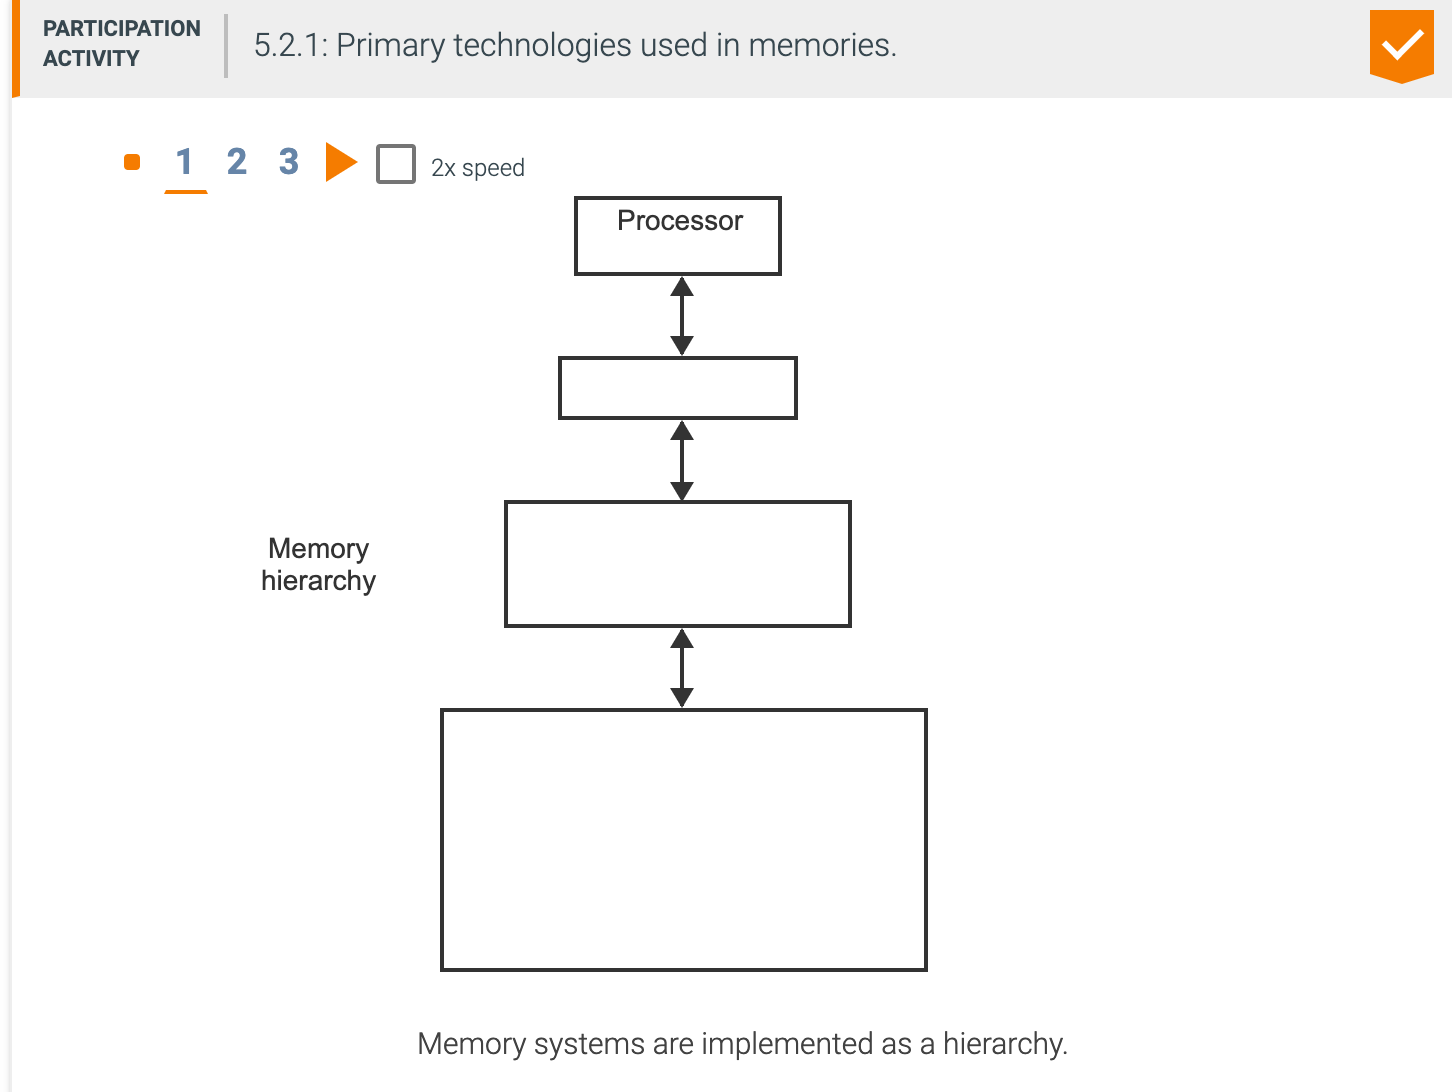 PARTICIPATION
ACTIVITY
5.2.1: Primary technologies used in memories.
1 2 3 2x speed
Processor
Memory
hierarchy
Memory systems are implemented as a hierarchy.